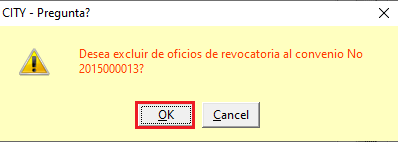 CITY - Pregunta?
Desea excluir de oficios de revocatoria al convenio No
2015000013?
OK
Cancel